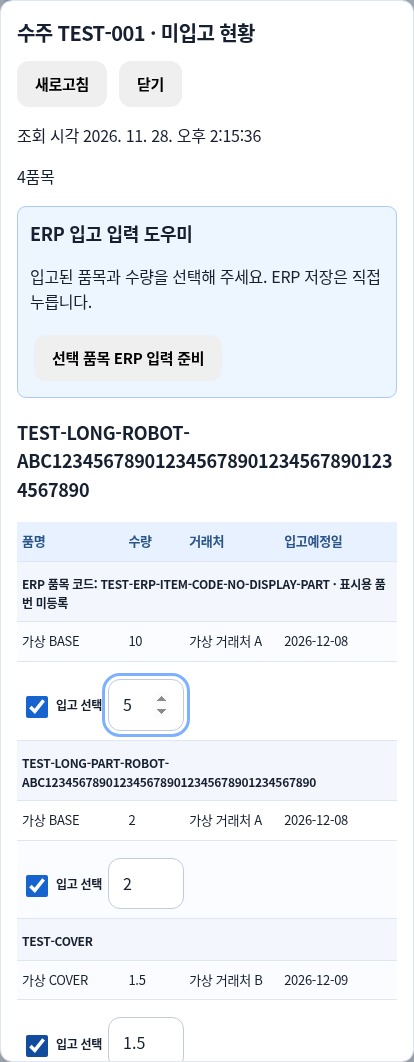 수주 TEST-001 · 미입고 현황
새로고침 닫기
조회 시각 2026. 11. 28. 오후 2:15:36
4품목
ERP 입고 입력 도우미
입고된 품목과 수량을 선택해 주세요. ERP 저장은 직접
누릅니다.
선택 품목 ERP 입력 준비
TEST-LONG-ROBOT-
ABC1234567890123456789012345678901234567890
품명 수량 거래처 입고예정일
ERP 품목 코드: TEST-ERP-ITEM-CODE-NO-DISPLAY-PART · 표시용 품
번 미등록
가상 BASE 10 가상 거래처 A 2026-12-08
입고 선택 5
TEST-LONG-PART-ROBOT-
ABC1234567890123456789012345678901234567890
가상 BASE 2 가상 거래처 A 2026-12-08
입고 선택 2
TEST-COVER
가상 COVER 1.5 가상 거래처 B 2026-12-09
입고 선택 1.5